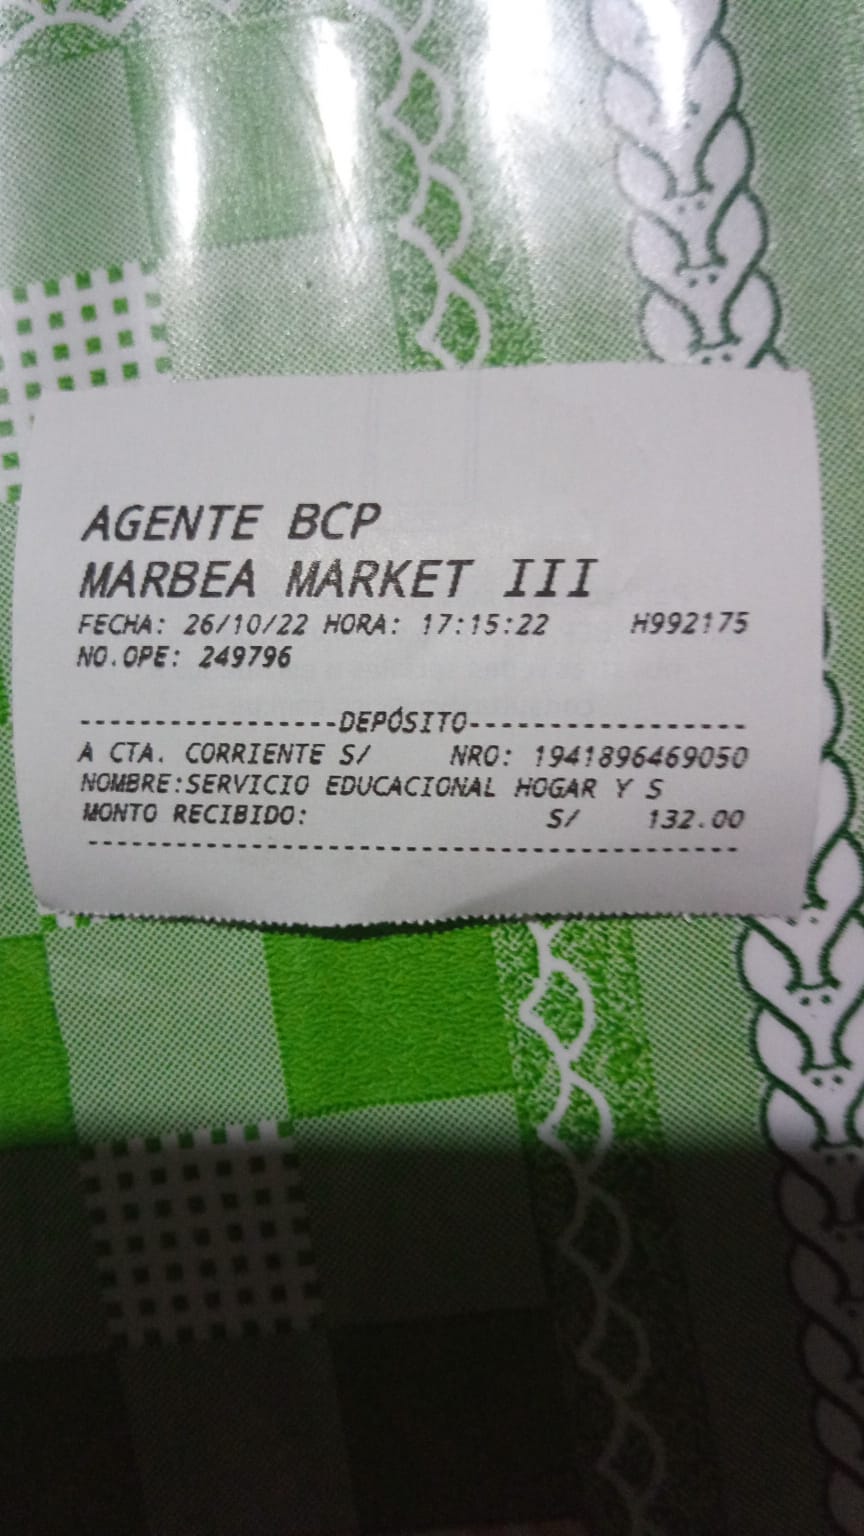 AGENTE BCP
MARBEA MARKET III
FECHA: 26/10/22 HORA: 17:15:22 H992175
NO.OPE: 249796
-----------------DEPÓSITO------------------
A CTA. CORRIENTE S/ NRO: 1941896469050
NOMBRE:SERVICIO EDUCACIONAL HOGAR Y S
MONTO RECIBIDO: S/ 132.00
-------------------------------------------